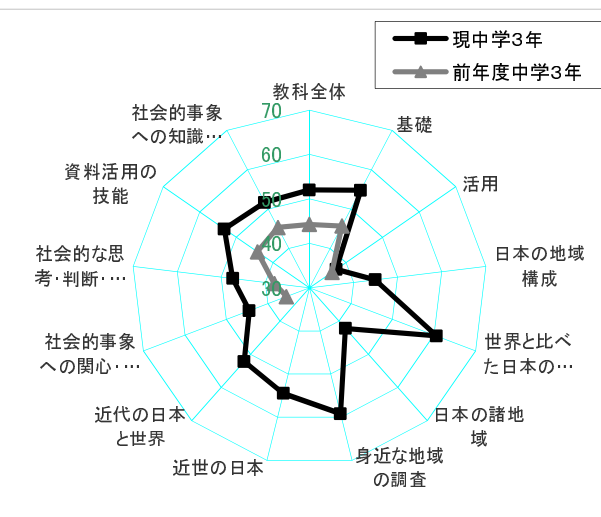 現中学３年
前年度中学３年
教科全体
70
60
50
40
30
基礎
活用
日本の地域
構成
世界と比べ
た日本の…
日本の諸地
域
身近な地域
の調査
近世の日本
近代の日本
と世界
社会的事象
への関心・…
社会的な思
考・判断・…
資料活用の
技能
社会的事象
への知識…